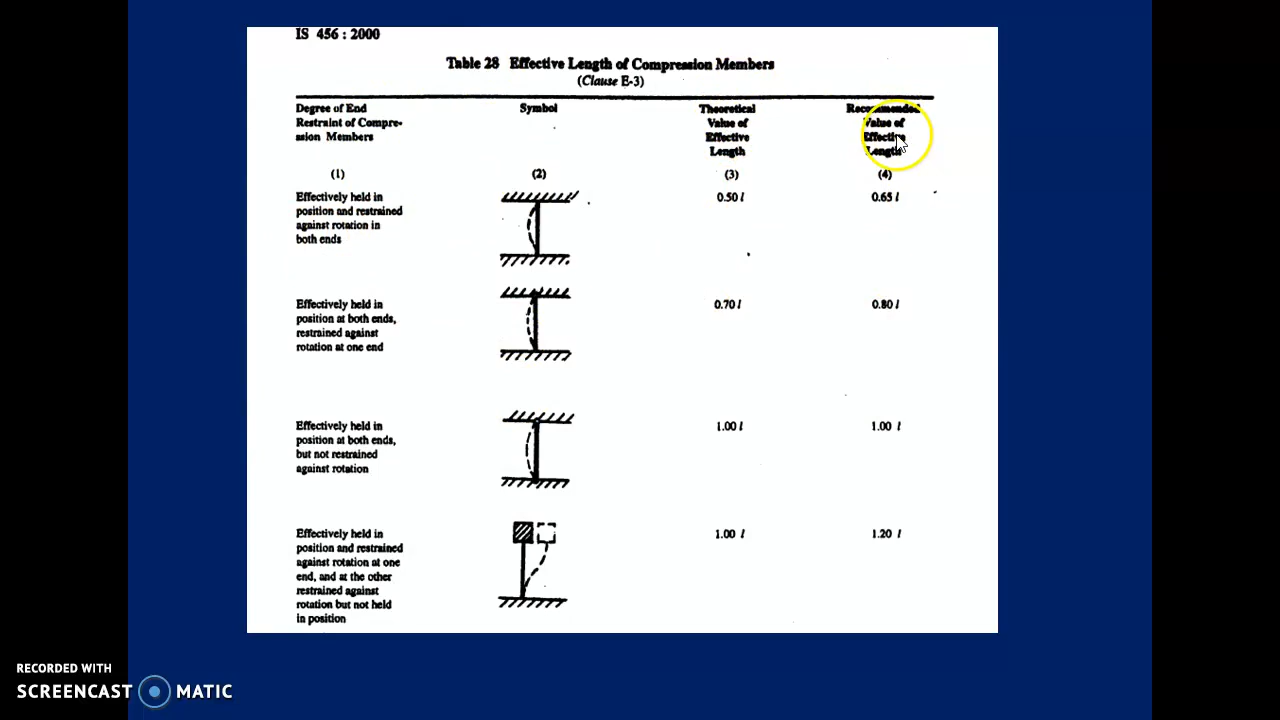 IS 456 : 2000
Table 28 Effective Length of Compression Members
(Clause E-3)
Degree of End
Restraint of Compre-
ssion Members
Symbol
Theoretical
Value of
Effective
Length
Recommended
Value of
Effective
Length
(1)
(2)
(3)
(4)
Effectively held in
position and restrained
against rotation in
both ends
0.50 l
0.65 l
Effectively held in
position at both ends,
restrained against
rotation at one end
0.70 l
0.80 l
Effectively held in
position at both ends,
but not restrained
against rotation
1.00 l
1.00 l
Effectively held in
position and restrained
against rotation at one
end, and at the other
restrained against
rotation but not held
in position
1.00 l
1.20 l
RECORDED WITH
SCREENCAST MATIC